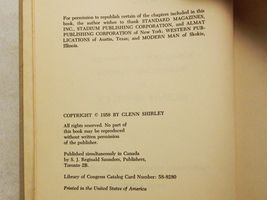 For permission to republish certain of the chapters included in this
book, the author wishes to thank STANDARD MAGAZINES,
INC., STADIUM PUBLISHING CORPORATION, and ALMAT
PUBLISHING CORPORATION of New York; WESTERN PUB-
LICATIONS of Austin, Texas; and MODERN MAN of Skokie,
Illinois.
COPYRIGHT © 1959 BY GLENN SHIRLEY
All rights reserved. No part of
this book may be reproduced
without written permission
of the publisher.
Published simultaneously in Canada
by S. J. Reginald Saunders, Publishers,
Toronto 2B.
Library of Congress Catalog Card Number: 58-8280
Printed in the United States of America